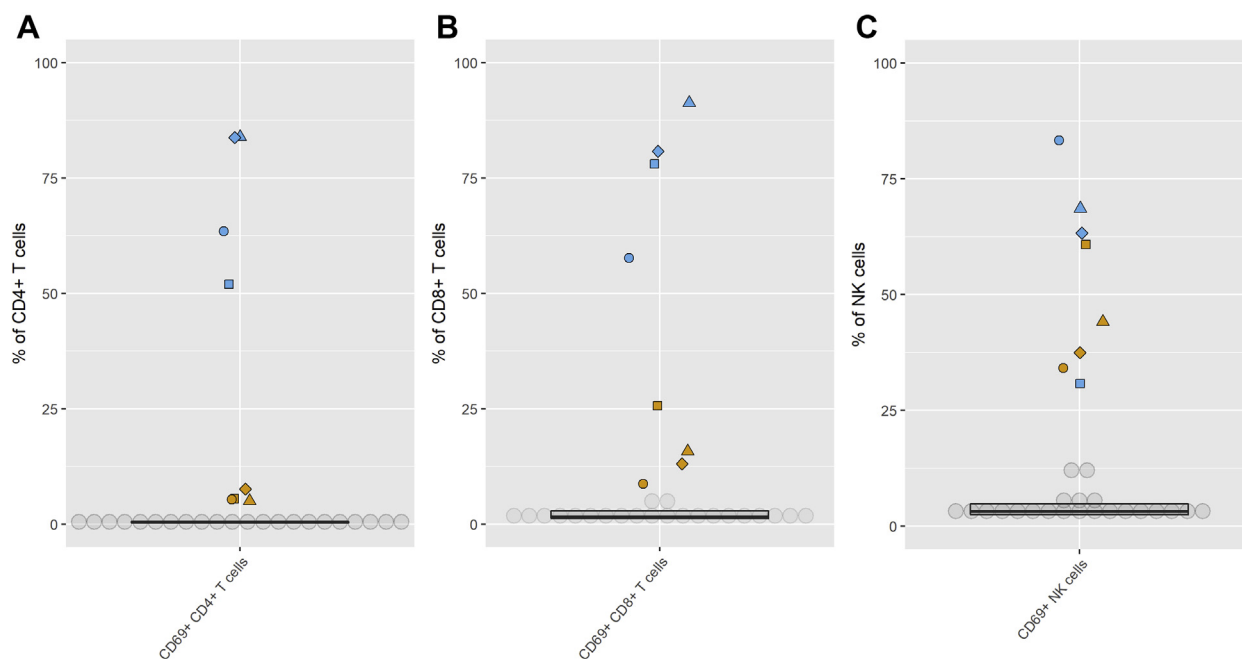 A
% of CD4+ T cells
100
75
50
25
0
CD69+ CD4+ T cells
B
% of CD8+ T cells
100
75
50
25
0
CD69+ CD8+ T cells
C
% of NK cells
100
75
50
25
0
CD69+ NK cells